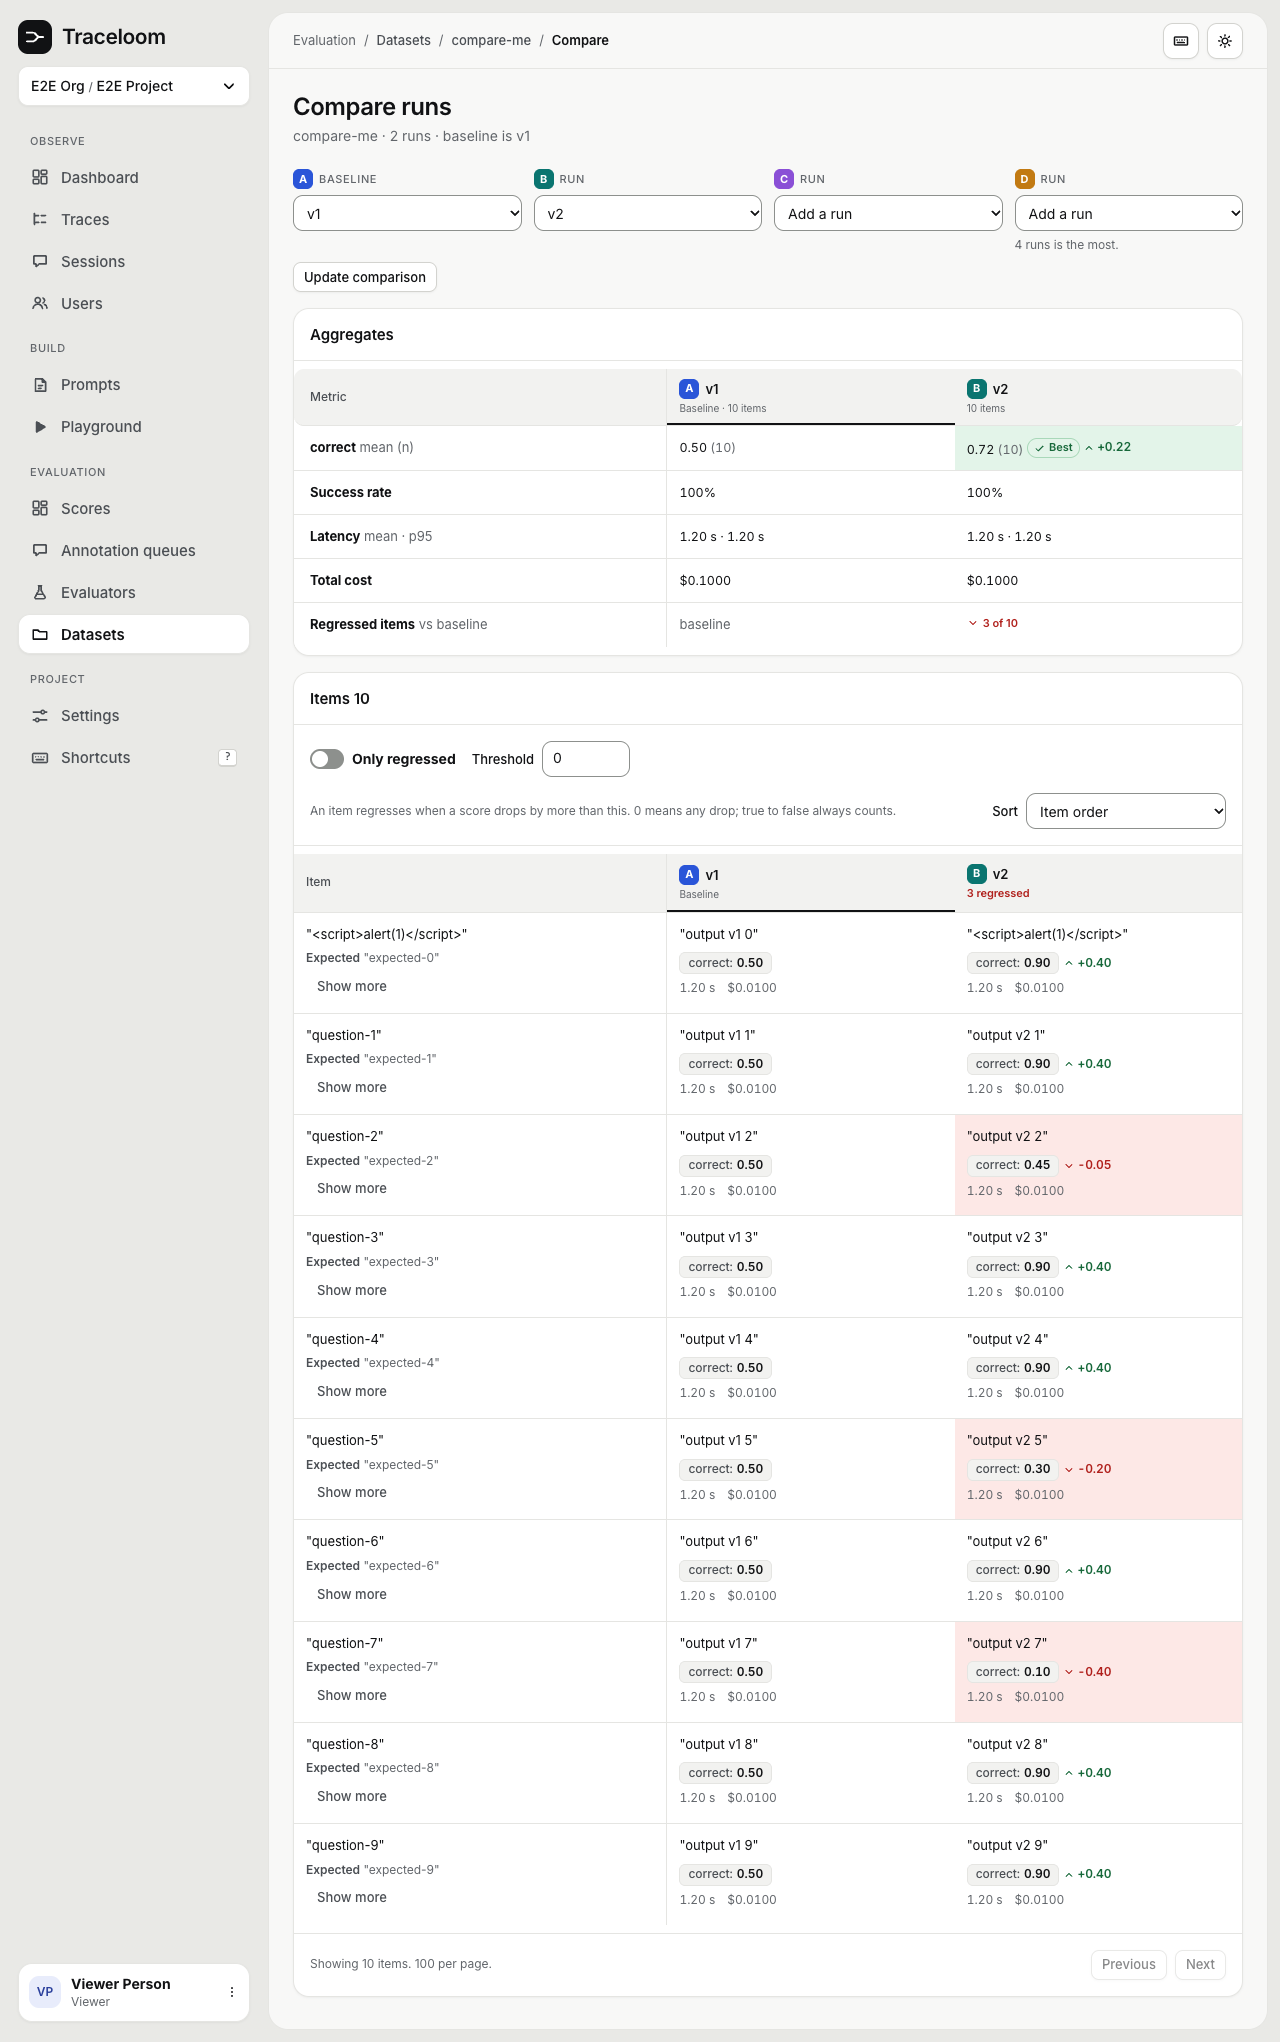 Traceloom
E2E Org / E2E Project
OBSERVE
Dashboard
Traces
Sessions
Users
BUILD
Prompts
Playground
EVALUATION
Scores
Annotation queues
Evaluators
Datasets
PROJECT
Settings
Shortcuts ?
VP Viewer Person
Viewer
Evaluation / Datasets / compare-me / Compare
Compare runs
compare-me · 2 runs · baseline is v1
A BASELINE B RUN C RUN D RUN
v1 v2 Add a run Add a run
4 runs is the most.
Update comparison
Aggregates
Metric A v1 B v2
Baseline · 10 items 10 items
correct mean (n) 0.50 (10) 0.72 (10) Best +0.22
Success rate 100% 100%
Latency mean · p95 1.20 s · 1.20 s 1.20 s · 1.20 s
Total cost $0.1000 $0.1000
Regressed items vs baseline baseline 3 of 10
Items 10
Only regressed Threshold 0
An item regresses when a score drops by more than this. 0 means any drop; true to false always counts. Sort Item order
Item A v1 B v2
Baseline 3 regressed
"<script>alert(1)</script>" "output v1 0" "<script>alert(1)</script>"
Expected "expected-0" correct: 0.50 correct: 0.90 +0.40
Show more 1.20 s $0.0100 1.20 s $0.0100
"question-1" "output v1 1" "output v2 1"
Expected "expected-1" correct: 0.50 correct: 0.90 +0.40
Show more 1.20 s $0.0100 1.20 s $0.0100
"question-2" "output v1 2" "output v2 2"
Expected "expected-2" correct: 0.50 correct: 0.45 -0.05
Show more 1.20 s $0.0100 1.20 s $0.0100
"question-3" "output v1 3" "output v2 3"
Expected "expected-3" correct: 0.50 correct: 0.90 +0.40
Show more 1.20 s $0.0100 1.20 s $0.0100
"question-4" "output v1 4" "output v2 4"
Expected "expected-4" correct: 0.50 correct: 0.90 +0.40
Show more 1.20 s $0.0100 1.20 s $0.0100
"question-5" "output v1 5" "output v2 5"
Expected "expected-5" correct: 0.50 correct: 0.30 -0.20
Show more 1.20 s $0.0100 1.20 s $0.0100
"question-6" "output v1 6" "output v2 6"
Expected "expected-6" correct: 0.50 correct: 0.90 +0.40
Show more 1.20 s $0.0100 1.20 s $0.0100
"question-7" "output v1 7" "output v2 7"
Expected "expected-7" correct: 0.50 correct: 0.10 -0.40
Show more 1.20 s $0.0100 1.20 s $0.0100
"question-8" "output v1 8" "output v2 8"
Expected "expected-8" correct: 0.50 correct: 0.90 +0.40
Show more 1.20 s $0.0100 1.20 s $0.0100
"question-9" "output v1 9" "output v2 9"
Expected "expected-9" correct: 0.50 correct: 0.90 +0.40
Show more 1.20 s $0.0100 1.20 s $0.0100
Showing 10 items. 100 per page. Previous Next